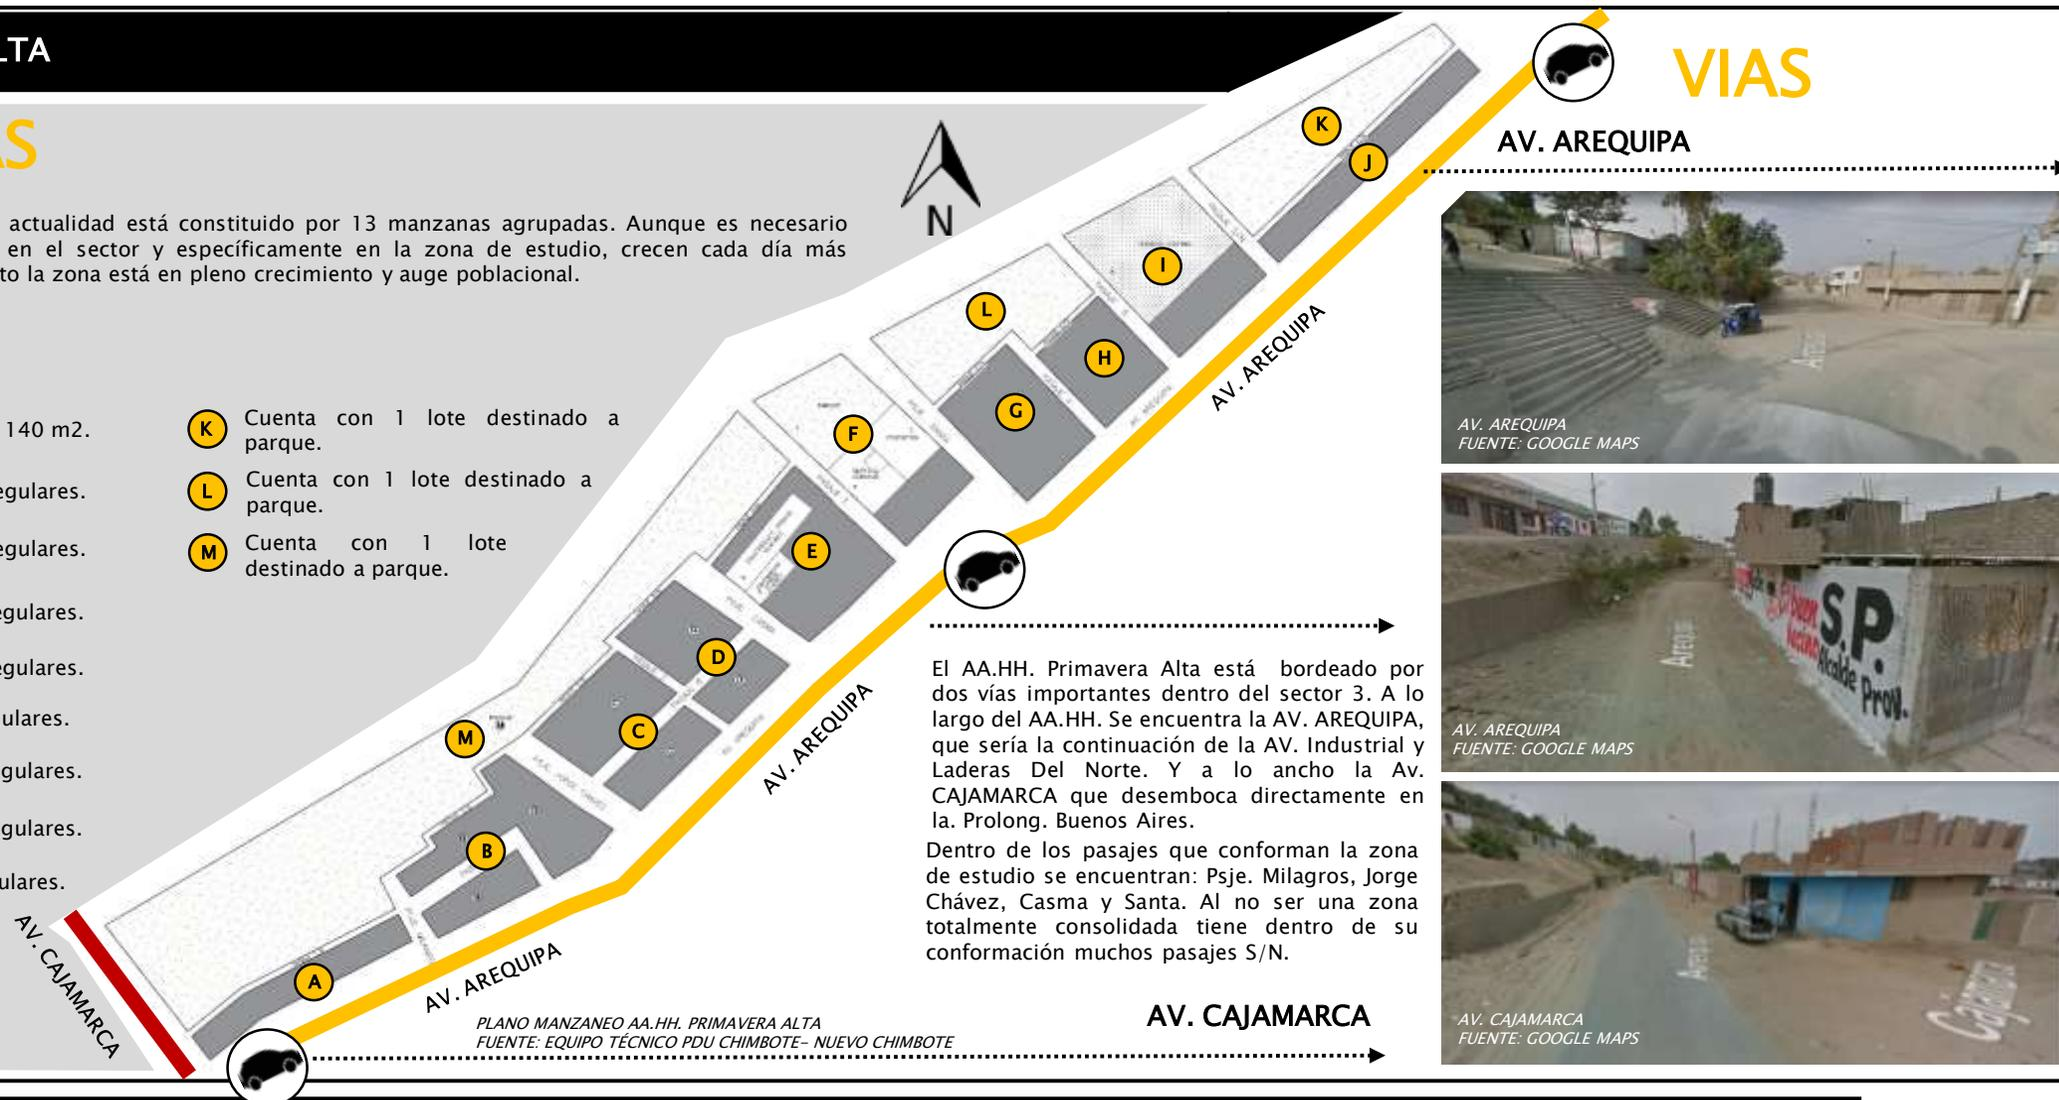 LTA
AS
actualidad está constituido por 13 manzanas agrupadas. Aunque es necesario
en el sector y específicamente en la zona de estudio, crecen cada día más
to la zona está en pleno crecimiento y auge poblacional.
140 m2.
egulares.
egulares.
egulares.
egulares.
ulares.
gulares.
gulares.
ulares.
K Cuenta con 1 lote destinado a
parque.
L Cuenta con 1 lote destinado a
parque.
M Cuenta con 1 lote
destinado a parque.
N
K
J
I
L
H
G
F
E
D
C
M
B
A
AV. AREQUIPA
AV. AREQUIPA
AV. AREQUIPA
AV. CAJAMARCA
PLANO MANZANEO AA.HH. PRIMAVERA ALTA
FUENTE: EQUIPO TÉCNICO PDU CHIMBOTE- NUEVO CHIMBOTE
VIAS
AV. AREQUIPA
El AA.HH. Primavera Alta está bordeado por
dos vías importantes dentro del sector 3. A lo
largo del AA.HH. Se encuentra la AV. AREQUIPA,
que sería la continuación de la AV. Industrial y
Laderas Del Norte. Y a lo ancho la Av.
CAJAMARCA que desemboca directamente en
la. Prolong. Buenos Aires.
Dentro de los pasajes que conforman la zona
de estudio se encuentran: Psje. Milagros, Jorge
Chávez, Casma y Santa. Al no ser una zona
totalmente consolidada tiene dentro de su
conformación muchos pasajes S/N.
AV. CAJAMARCA
AV. AREQUIPA
FUENTE: GOOGLE MAPS
S.P.
Alcalde Prov.
Arequi
AV. AREQUIPA
FUENTE: GOOGLE MAPS
Cajamarca
AV. CAJAMARCA
FUENTE: GOOGLE MAPS